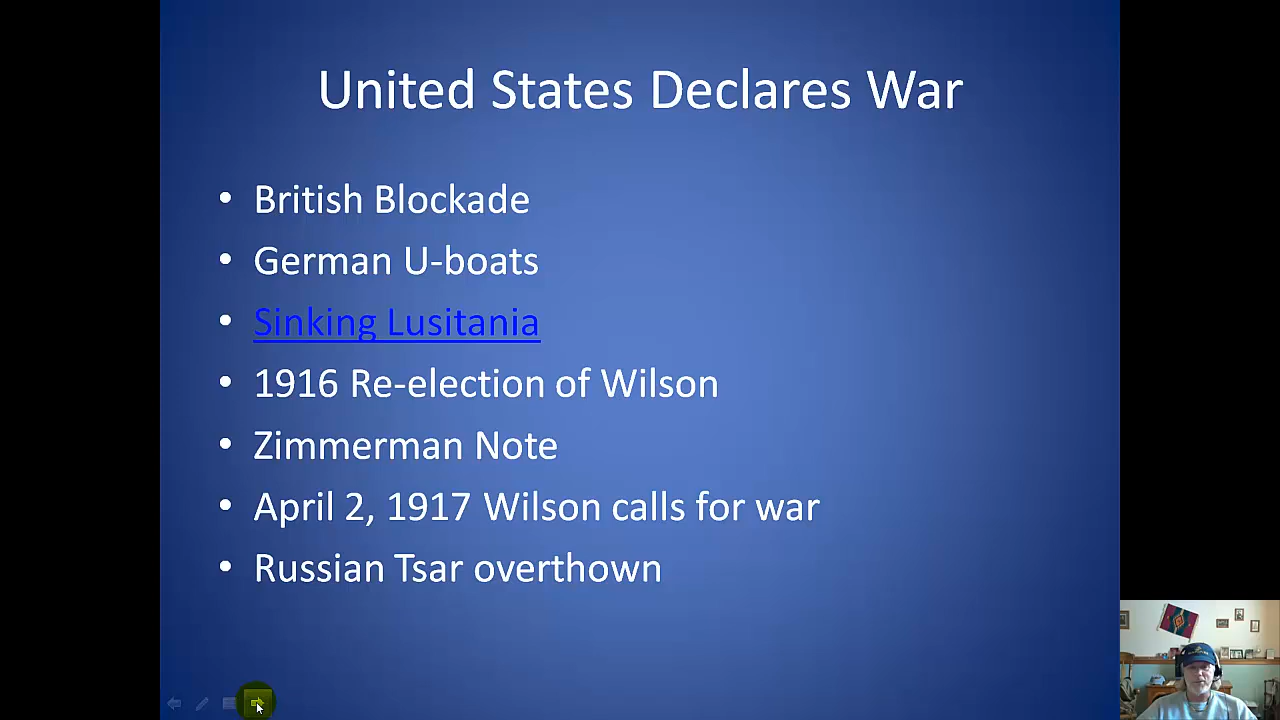 United States Declares War
• British Blockade
• German U-boats
• Sinking Lusitania
• 1916 Re-election of Wilson
• Zimmerman Note
• April 2, 1917 Wilson calls for war
• Russian Tsar overthown